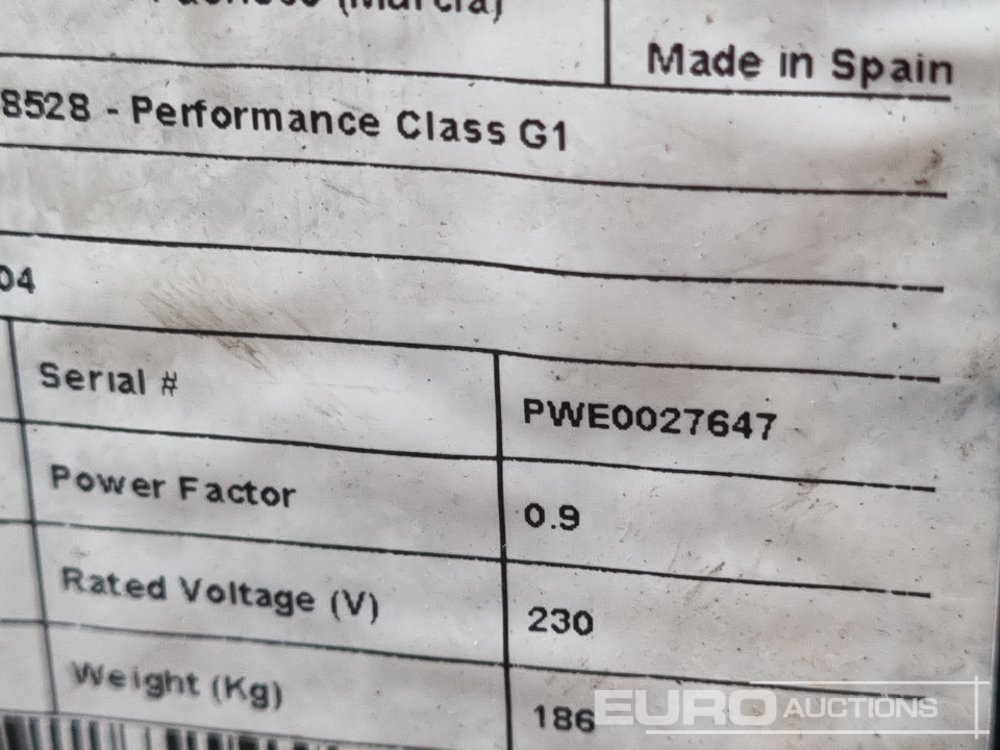 (Murcia)
Made in Spain
8528 - Performance Class G1
04
Serial # PWE0027647
Power Factor 0.9
Rated Voltage (V) 230
Weight (Kg) 186
EURO AUCTIONS